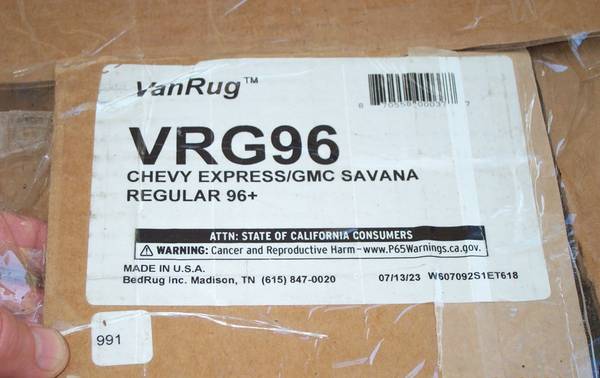 VanRug™
VRG96
CHEVY EXPRESS/GMC SAVANA
REGULAR 96+
ATTN: STATE OF CALIFORNIA CONSUMERS
⚠ WARNING: Cancer and Reproductive Harm - www.P65Warnings.ca.gov.
MADE IN U.S.A.
BedRug Inc. Madison, TN (615) 847-0020 07/13/23 W607092S1ET618
991